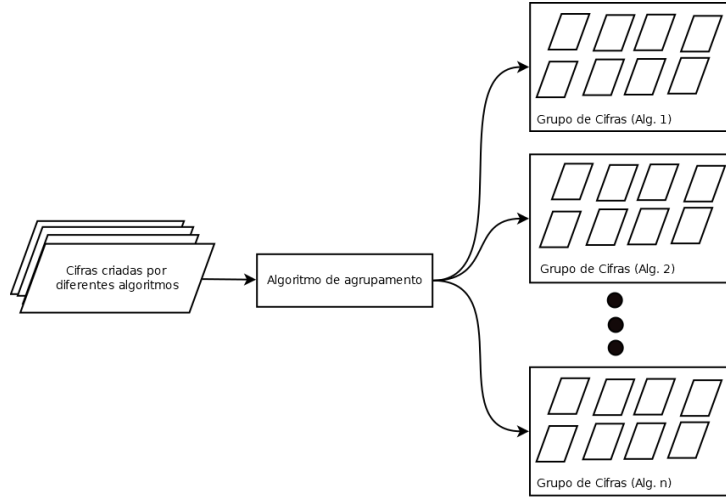 Grupo de Cifras (Alg. 1)
Cifras criadas por
diferentes algoritmos
Algoritmo de agrupamento
Grupo de Cifras (Alg. 2)
Grupo de Cifras (Alg. n)